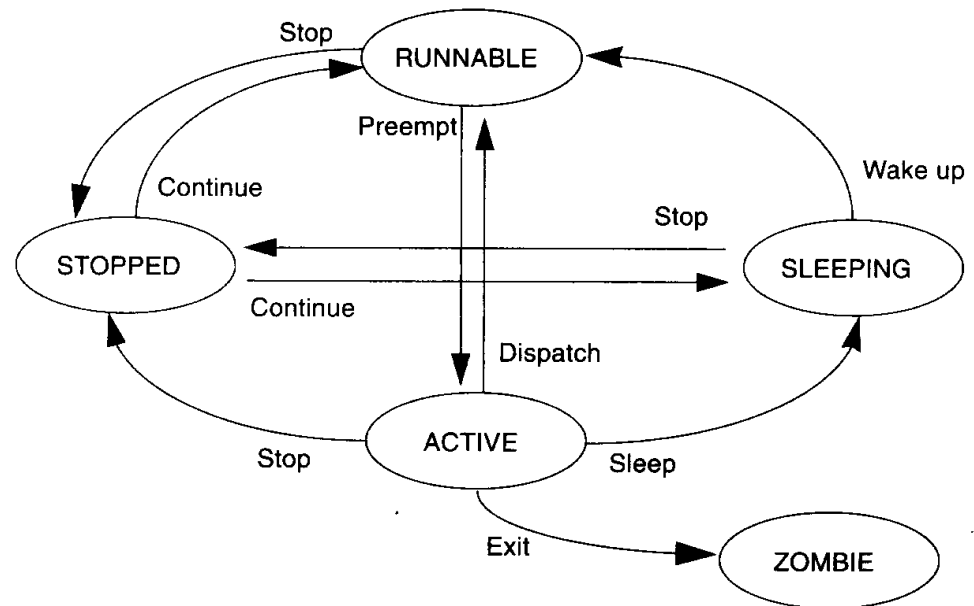 Stop
RUNNABLE
Preempt
Wake up
Continue
Stop
STOPPED
SLEEPING
Continue
Dispatch
ACTIVE
Stop
Sleep
Exit
ZOMBIE